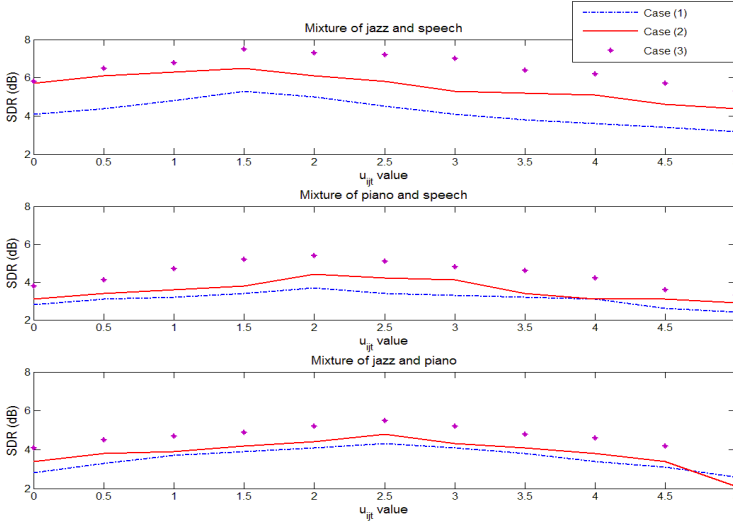 Mixture of jazz and speech
Case (1)
Case (2)
Case (3)
8
6
4
2
SDR (dB)
0 0.5 1 1.5 2 2.5 3 3.5 4 4.5
u_ijt value
Mixture of piano and speech
8
6
4
2
SDR (dB)
0 0.5 1 1.5 2 2.5 3 3.5 4 4.5
u_ijt value
Mixture of jazz and piano
8
6
4
2
SDR (dB)
0 0.5 1 1.5 2 2.5 3 3.5 4 4.5
u_ijt value